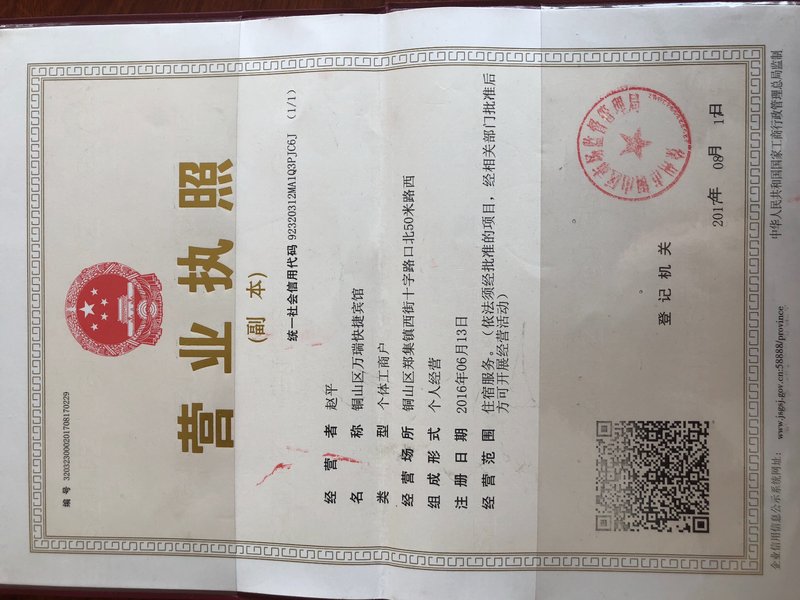 编 号 320323000201708170229
营业执照
(副 本)
统一社会信用代码 92320312MA1Q3PJC6J (1/1)
经 营 者 赵平
名 称 铜山区万瑞快捷宾馆
类 型 个体工商户
经 营 场 所 铜山区郑集镇西街十字路口北50米路西
组 成 形 式 个人经营
注 册 日 期 2016年06月13日
经 营 范 围 住宿服务。(依法须经批准的项目,经相关部门批准后
方可开展经营活动)
登 记 机 关
2017年 08月 17日
企业信用信息公示系统网址: www.jsgsj.gov.cn:58888/province
中华人民共和国国家工商行政管理总局监制